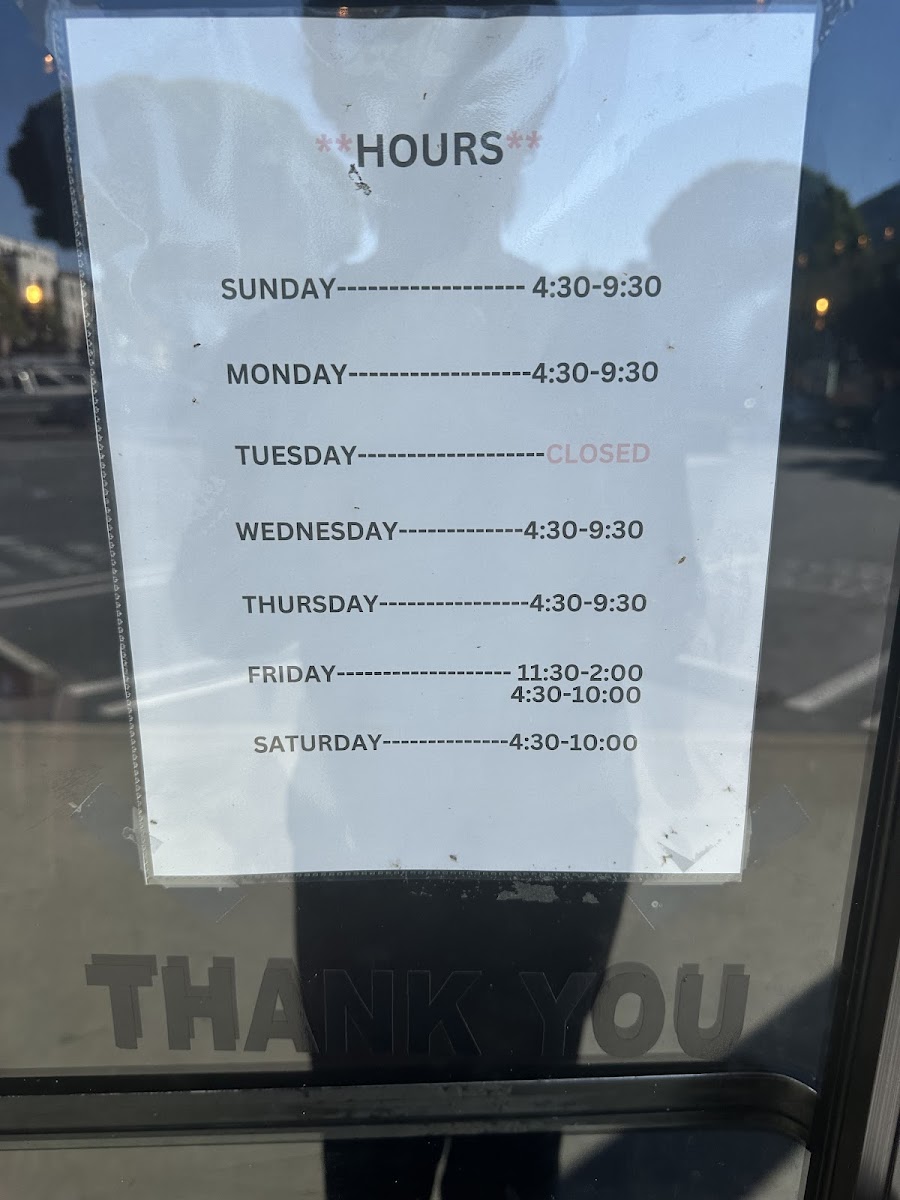 **HOURS**
SUNDAY------------------ 4:30-9:30
MONDAY------------------4:30-9:30
TUESDAY------------------CLOSED
WEDNESDAY------------4:30-9:30
THURSDAY---------------4:30-9:30
FRIDAY------------------ 11:30-2:00
4:30-10:00
SATURDAY-------------4:30-10:00
THANK YOU